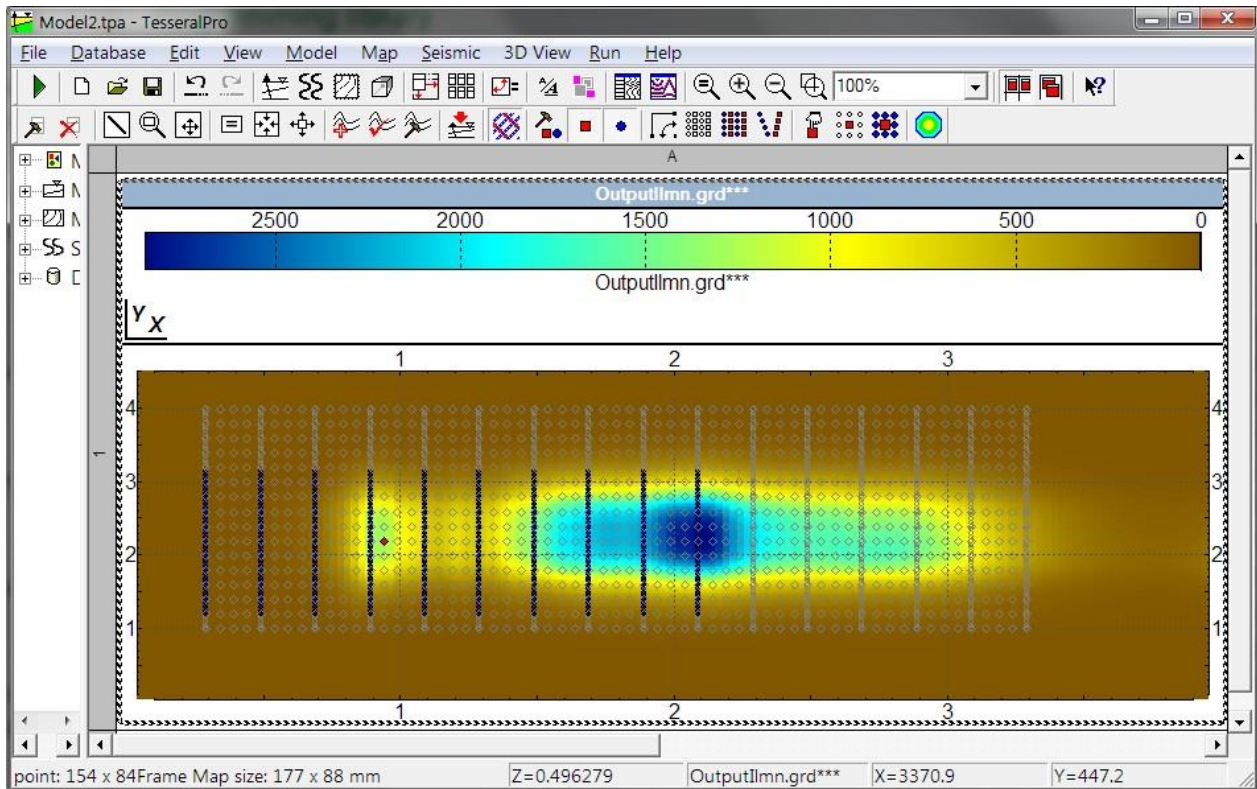 Model2.tpa - TesseralPro
File Database Edit View Model Map Seismic 3D View Run Help
100%
A
OutputIlmn.grd***
2500 2000 1500 1000 500 0
OutputIlmn.grd***
Y X
1 2 3
4 4
3 3
2 2
1 1
1 2 3
1
N
N
N
S
point: 154 x 84Frame Map size: 177 x 88 mm Z=0.496279 OutputIlmn.grd*** X=3370.9 Y=447.2